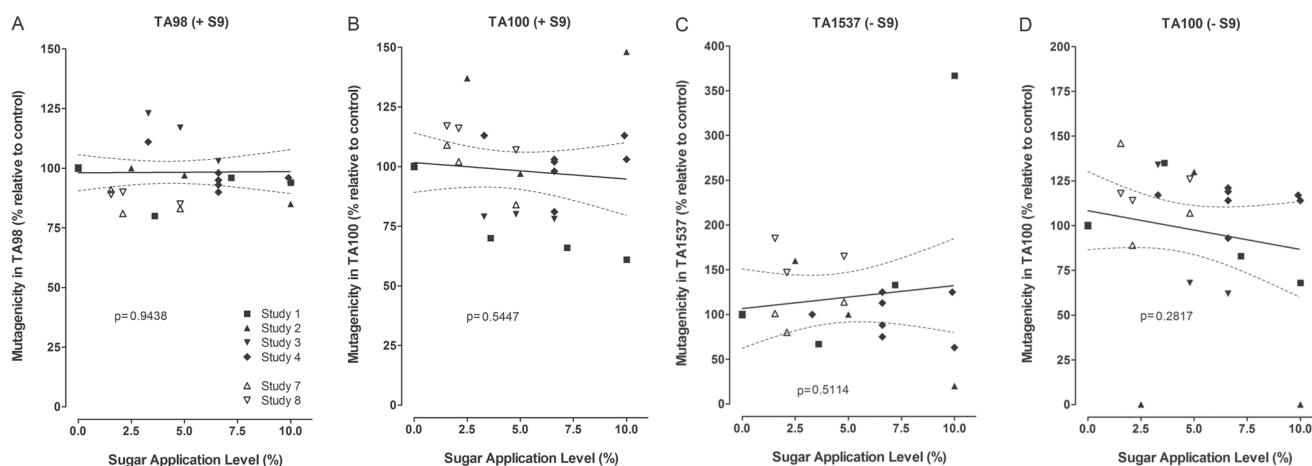 A
TA98 (+ S9)
Mutagenicity in TA98 (% relative to control)
150
125
100
75
50
25
0
p=0.9438
Study 1
Study 2
Study 3
Study 4
Study 7
Study 8
0.0 2.5 5.0 7.5 10.0
Sugar Application Level (%)
B
TA100 (+ S9)
Mutagenicity in TA100 (% relative to control)
150
125
100
75
50
25
0
p=0.5447
0.0 2.5 5.0 7.5 10.0
Sugar Application Level (%)
C
TA1537 (- S9)
Mutagenicity in TA1537 (% relative to control)
400
350
300
250
200
150
100
50
0
p=0.5114
0.0 2.5 5.0 7.5 10.0
Sugar Application Level (%)
D
TA100 (- S9)
Mutagenicity in TA100 (% relative to control)
200
175
150
125
100
75
50
25
0
p=0.2817
0.0 2.5 5.0 7.5 10.0
Sugar Application Level (%)